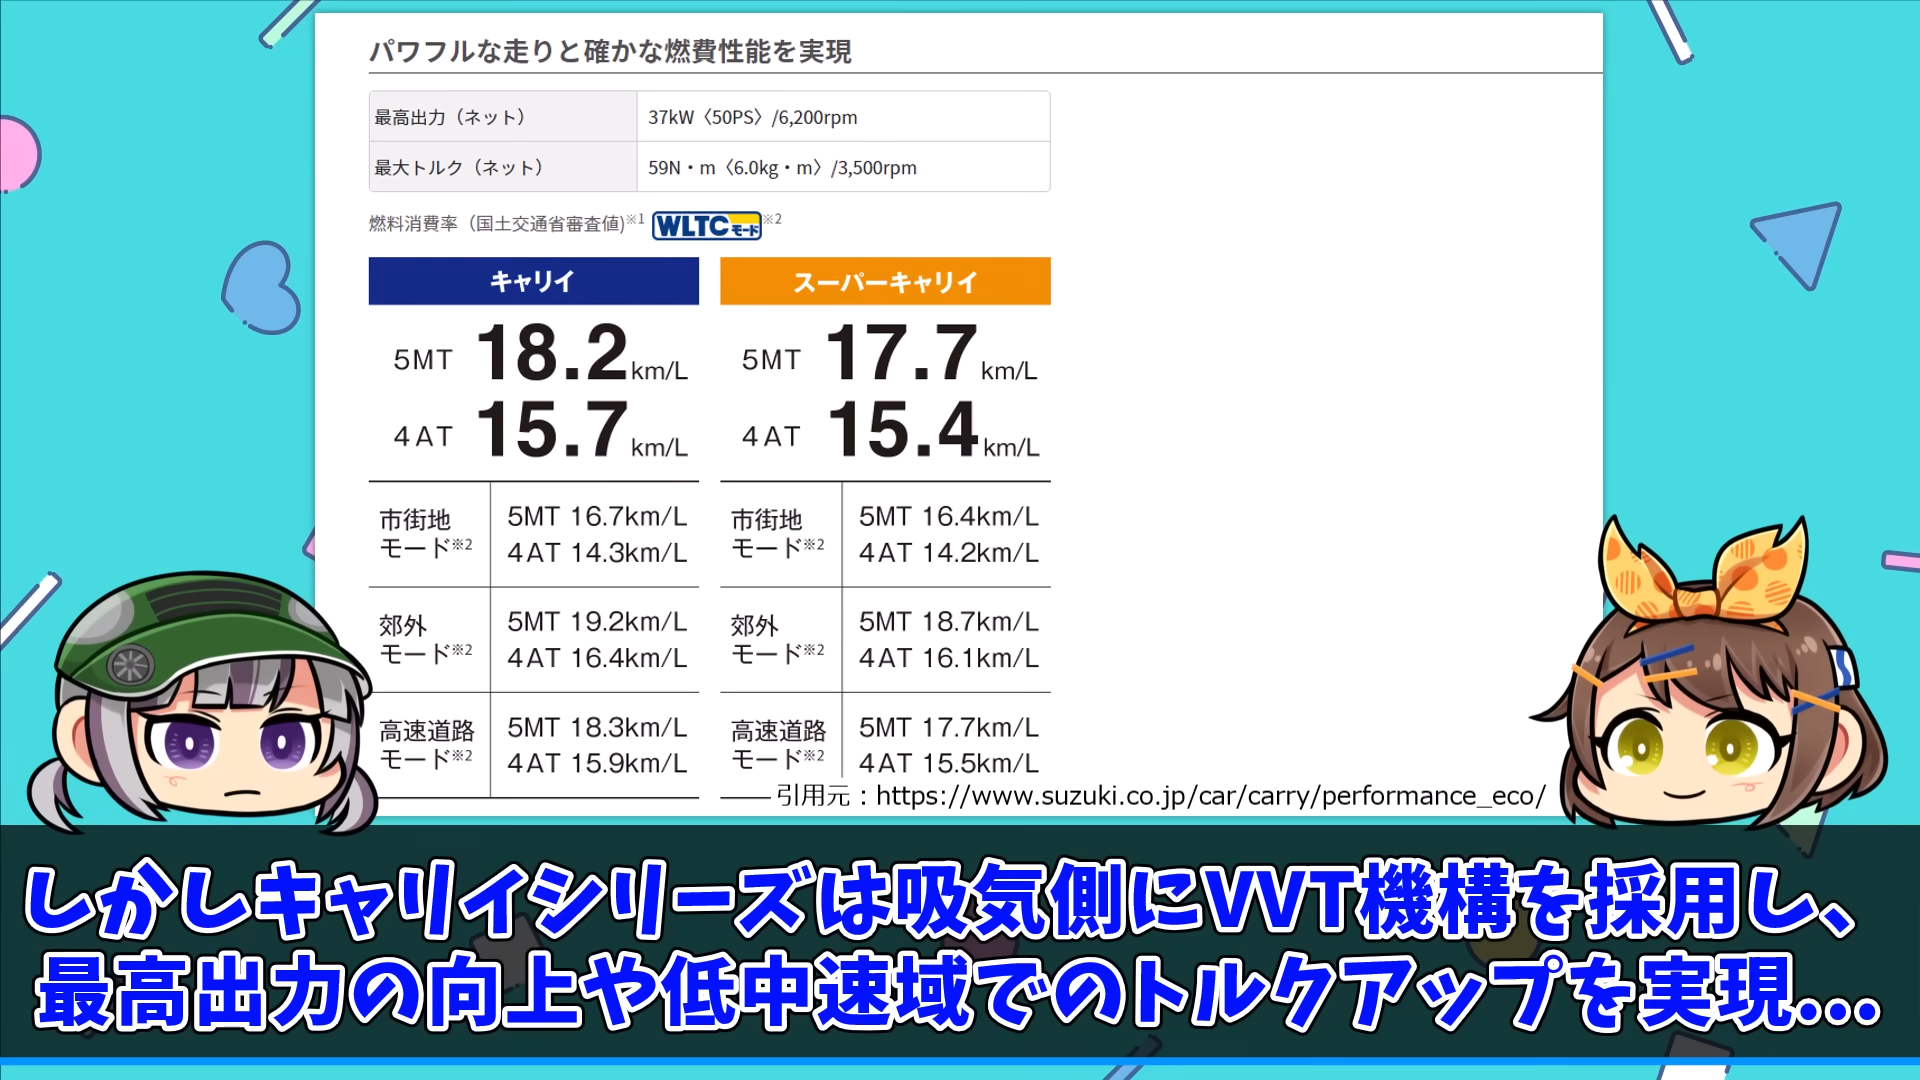 パワフルな走りと確かな燃費性能を実現
最高出力（ネット） 37kW〈50PS〉/6,200rpm
最大トルク（ネット） 59N・m〈6.0kg・m〉/3,500rpm
燃料消費率（国土交通省審査値)※1 WLTCモード※2
キャリイ
5MT 18.2km/L
4AT 15.7km/L
市街地モード※2
5MT 16.7km/L
4AT 14.3km/L
郊外モード※2
5MT 19.2km/L
4AT 16.4km/L
高速道路モード※2
5MT 18.3km/L
4AT 15.9km/L
スーパーキャリイ
5MT 17.7km/L
4AT 15.4km/L
市街地モード※2
5MT 16.4km/L
4AT 14.2km/L
郊外モード※2
5MT 18.7km/L
4AT 16.1km/L
高速道路モード※2
5MT 17.7km/L
4AT 15.5km/L
引用元：https://www.suzuki.co.jp/car/carry/performance_eco/
しかしキャリイシリーズは吸気側にVVT機構を採用し、
最高出力の向上や低中速域でのトルクアップを実現...